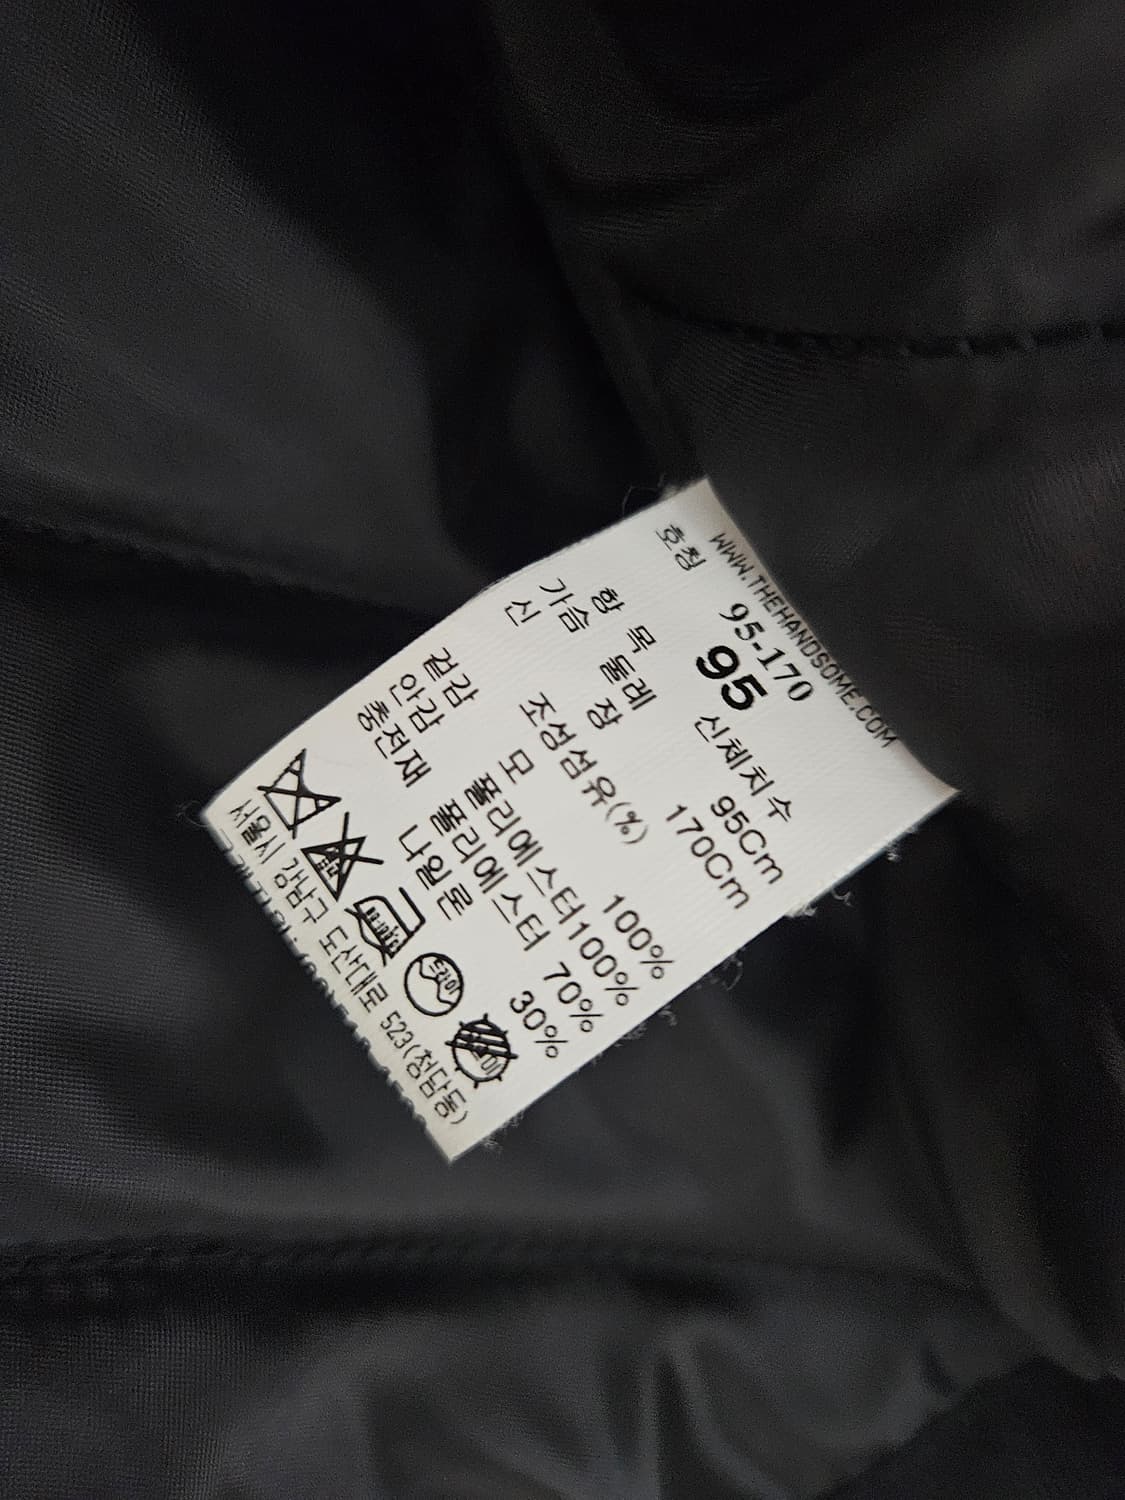 WWW.THEHANDSOME.COM
호칭 95-170
95
항 목 신체치수
가슴 둘레 95Cm
신 장 170Cm
조성섬유(%)
겉감 모 100%
안감 폴리에스터100%
충전재 폴리에스터 70%
나일론 30%
드라이
서울시 강남구 도산대로 523(청담동)